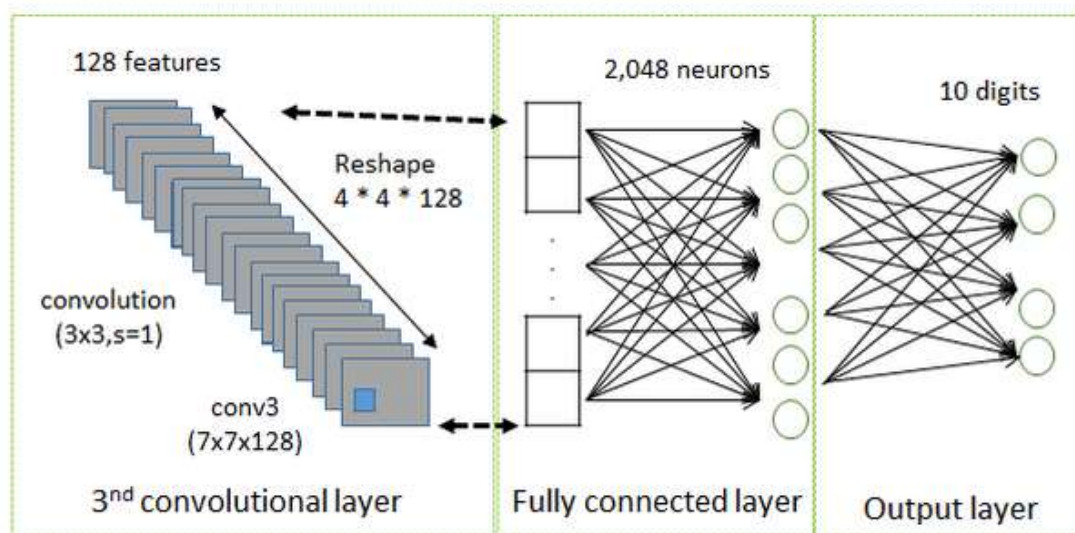 128 features
Reshape
4 * 4 * 128
convolution
(3x3,s=1)
conv3
(7x7x128)
3nd convolutional layer
2,048 neurons
Fully connected layer
10 digits
Output layer